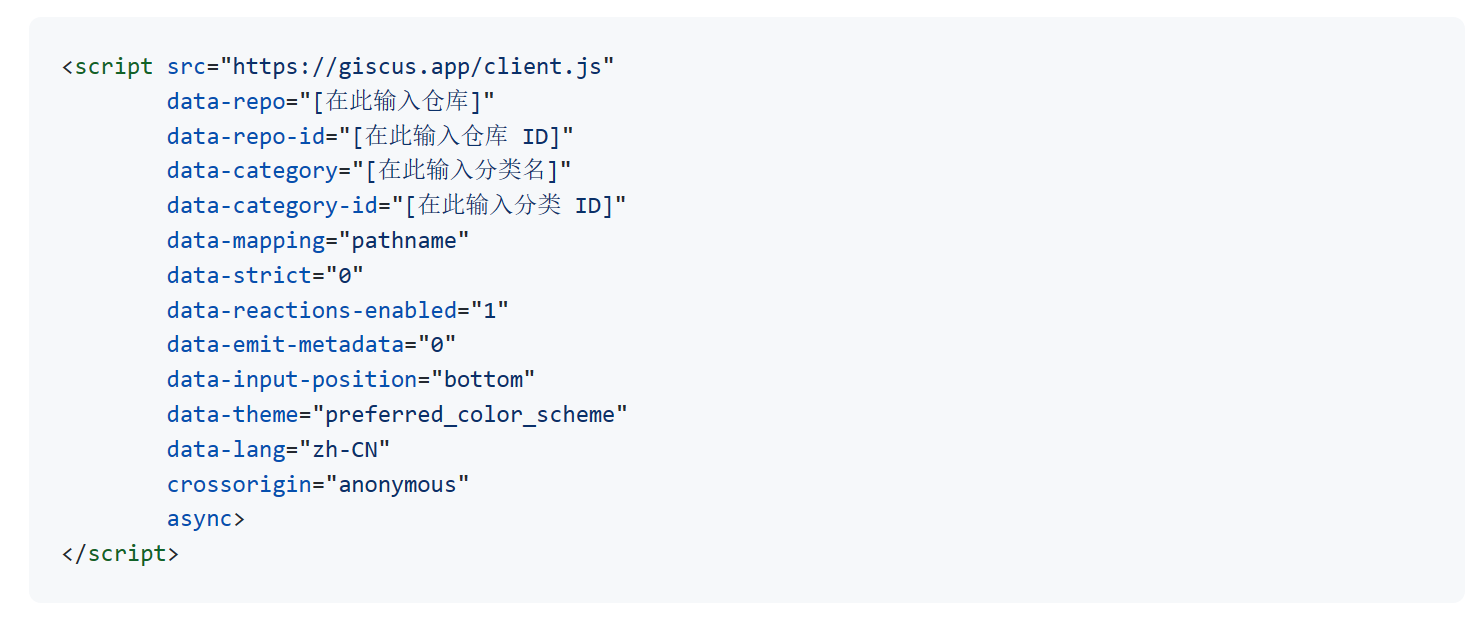 <script src="https://giscus.app/client.js"
        data-repo="[在此输入仓库]"
        data-repo-id="[在此输入仓库 ID]"
        data-category="[在此输入分类名]"
        data-category-id="[在此输入分类 ID]"
        data-mapping="pathname"
        data-strict="0"
        data-reactions-enabled="1"
        data-emit-metadata="0"
        data-input-position="bottom"
        data-theme="preferred_color_scheme"
        data-lang="zh-CN"
        crossorigin="anonymous"
        async>
</script>